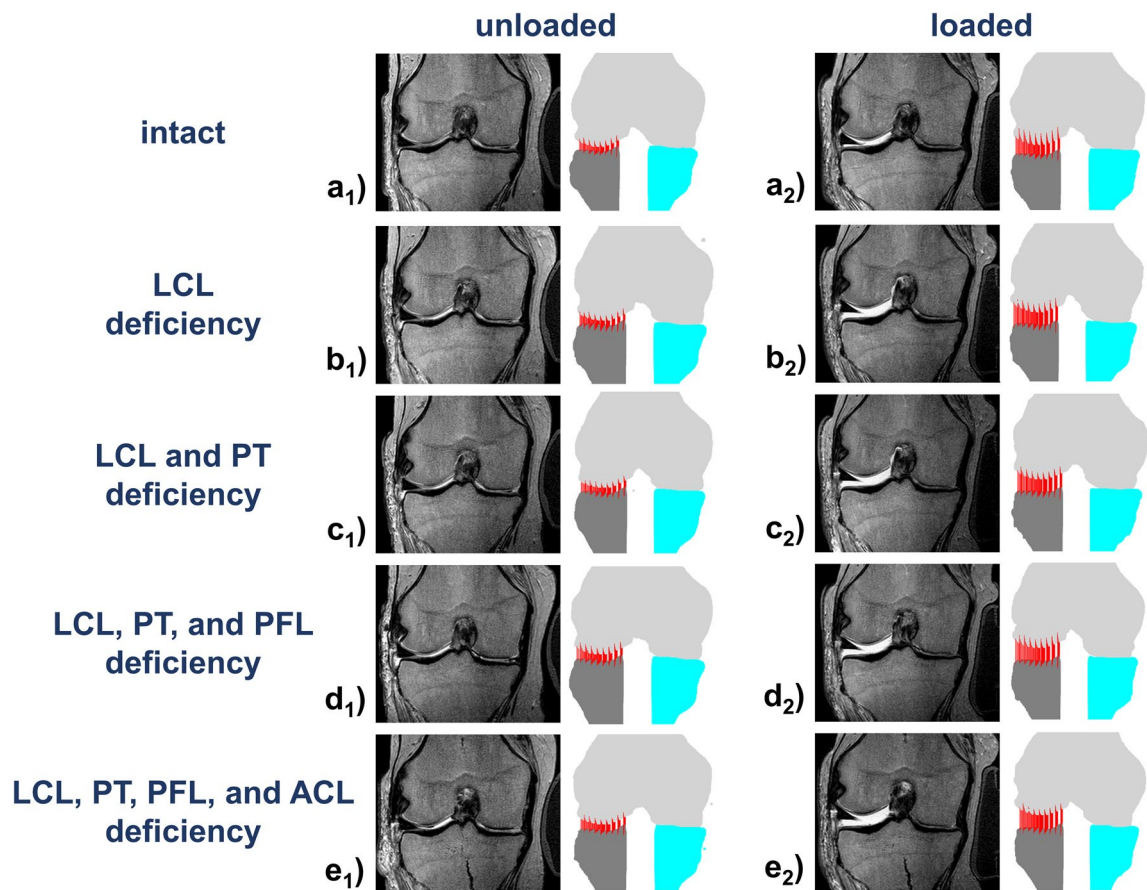 unloaded
loaded
intact
a1)
a2)
LCL
deficiency
b1)
b2)
LCL and PT
deficiency
c1)
c2)
LCL, PT, and PFL
deficiency
d1)
d2)
LCL, PT, PFL, and ACL
deficiency
e1)
e2)